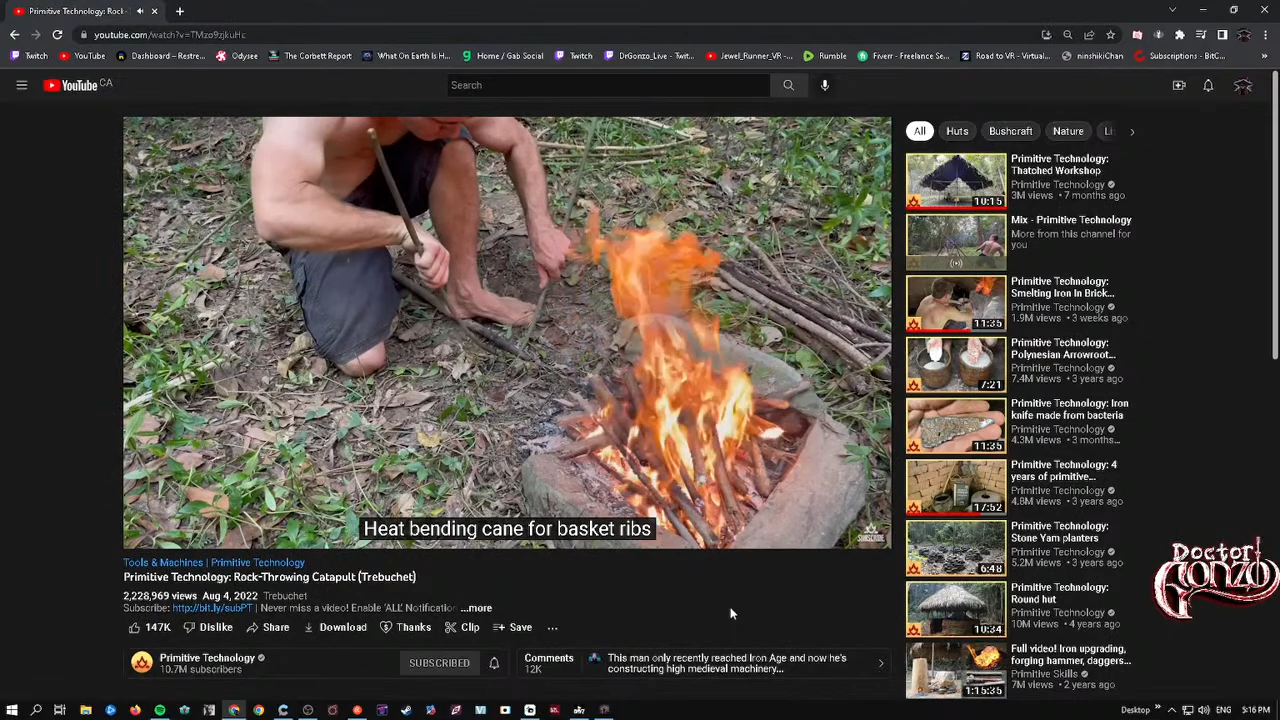 Primitive Technology: Rock-
youtube.com/watch?v=TMzo9zjkuHc
Twitch
YouTube
Dashboard – Restre...
Odysee
The Corbett Report
What On Earth Is H...
Home / Gab Social
Twitch
DrGonzo_Live - Twit...
Jewel_Runner_VR -...
Rumble
Fiverr - Freelance Se...
Road to VR - Virtual...
ninshikiChan
Subscriptions - BitC...
YouTube CA
Search
All
Huts
Bushcraft
Nature
Primitive Technology:
Thatched Workshop
Primitive Technology
3M views • 7 months ago
10:15
Mix - Primitive Technology
More from this channel for
you
Primitive Technology:
Smelting Iron In Brick...
Primitive Technology
1.9M views • 3 weeks ago
11:35
Primitive Technology:
Polynesian Arrowroot...
Primitive Technology
7.4M views • 3 years ago
7:21
Primitive Technology: Iron
knife made from bacteria
Primitive Technology
4.3M views • 3 months...
11:35
Primitive Technology: 4
years of primitive...
Primitive Technology
4.8M views • 3 years ago
17:52
Primitive Technology:
Stone Yam planters
Primitive Technology
5.2M views • 3 years ago
6:48
Primitive Technology:
Round hut
Primitive Technology
10M views • 4 years ago
10:34
Full video! Iron upgrading,
forging hammer, daggers...
Primitive Skills
7M views • 2 years ago
1:15:35
Heat bending cane for basket ribs
SUBSCRIBE
Tools & Machines | Primitive Technology
Primitive Technology: Rock-Throwing Catapult (Trebuchet)
2,228,969 views Aug 4, 2022 Trebuchet
Subscribe: http://bit.ly/subPT | Never miss a video! Enable 'ALL' Notification ...more
147K
Dislike
Share
Download
Thanks
Clip
Save
Primitive Technology
10.7M subscribers
SUBSCRIBED
Comments
12K
This man only recently reached Iron Age and now he's
constructing high medieval machinery...
Doctor Gonzo
Desktop
ENG
5:16 PM